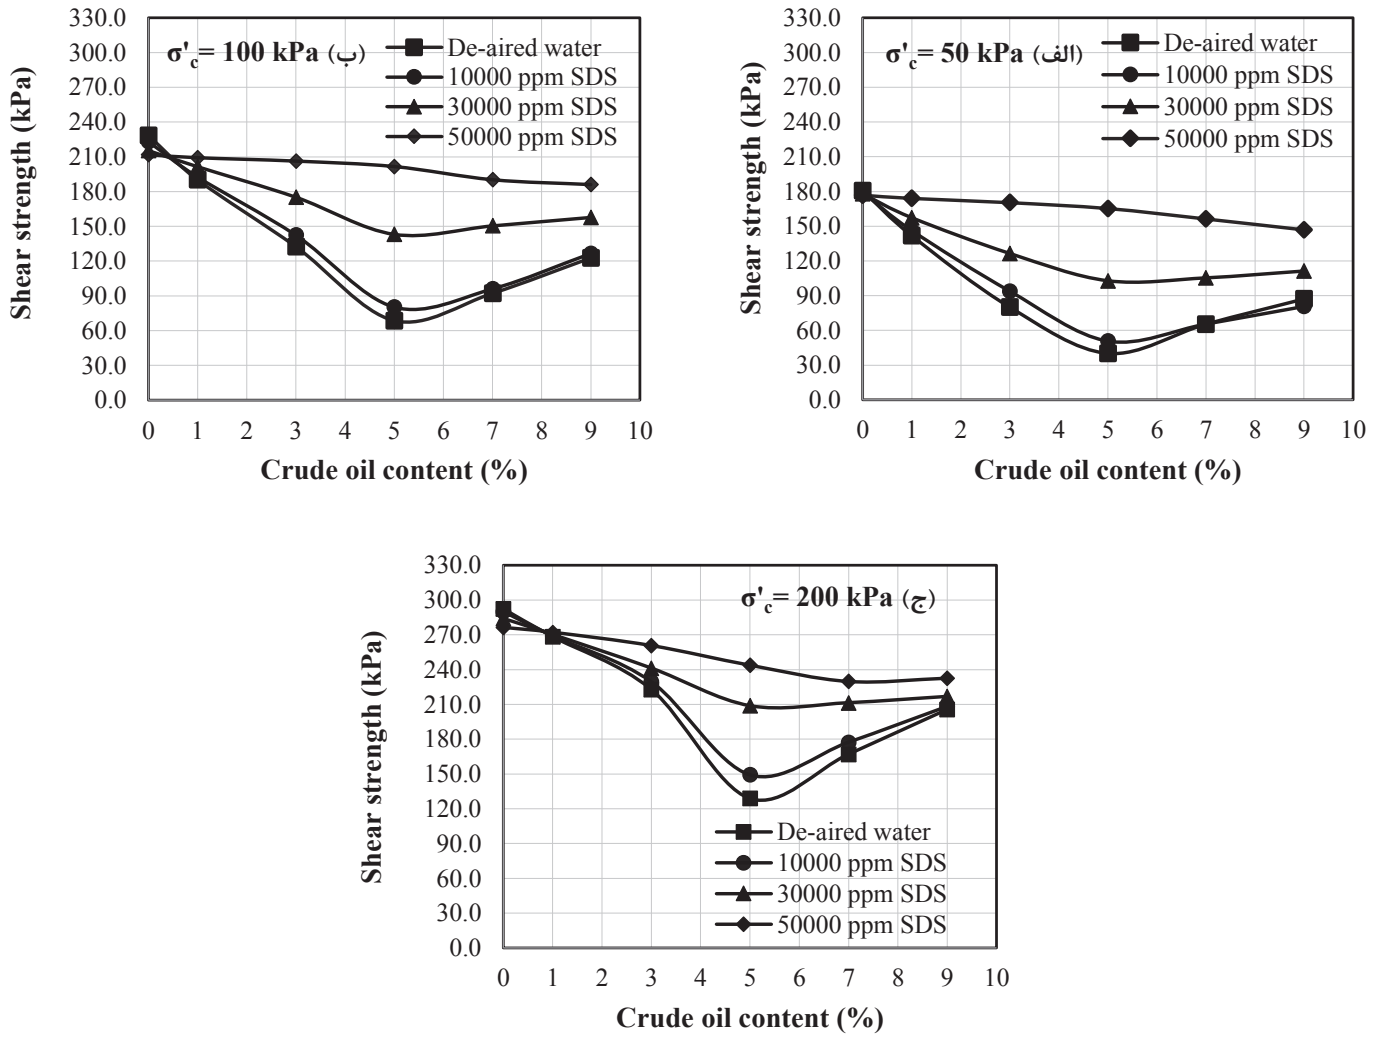 330.0
300.0
270.0
240.0
210.0
180.0
150.0
120.0
90.0
60.0
30.0
0.0
Shear strength (kPa)
σ'c= 100 kPa (ب)
De-aired water
10000 ppm SDS
30000 ppm SDS
50000 ppm SDS
0 1 2 3 4 5 6 7 8 9 10
Crude oil content (%)
330.0
300.0
270.0
240.0
210.0
180.0
150.0
120.0
90.0
60.0
30.0
0.0
Shear strength (kPa)
σ'c= 50 kPa (الف)
De-aired water
10000 ppm SDS
30000 ppm SDS
50000 ppm SDS
0 1 2 3 4 5 6 7 8 9 10
Crude oil content (%)
330.0
300.0
270.0
240.0
210.0
180.0
150.0
120.0
90.0
60.0
30.0
0.0
Shear strength (kPa)
σ'c= 200 kPa (ج)
De-aired water
10000 ppm SDS
30000 ppm SDS
50000 ppm SDS
0 1 2 3 4 5 6 7 8 9 10
Crude oil content (%)